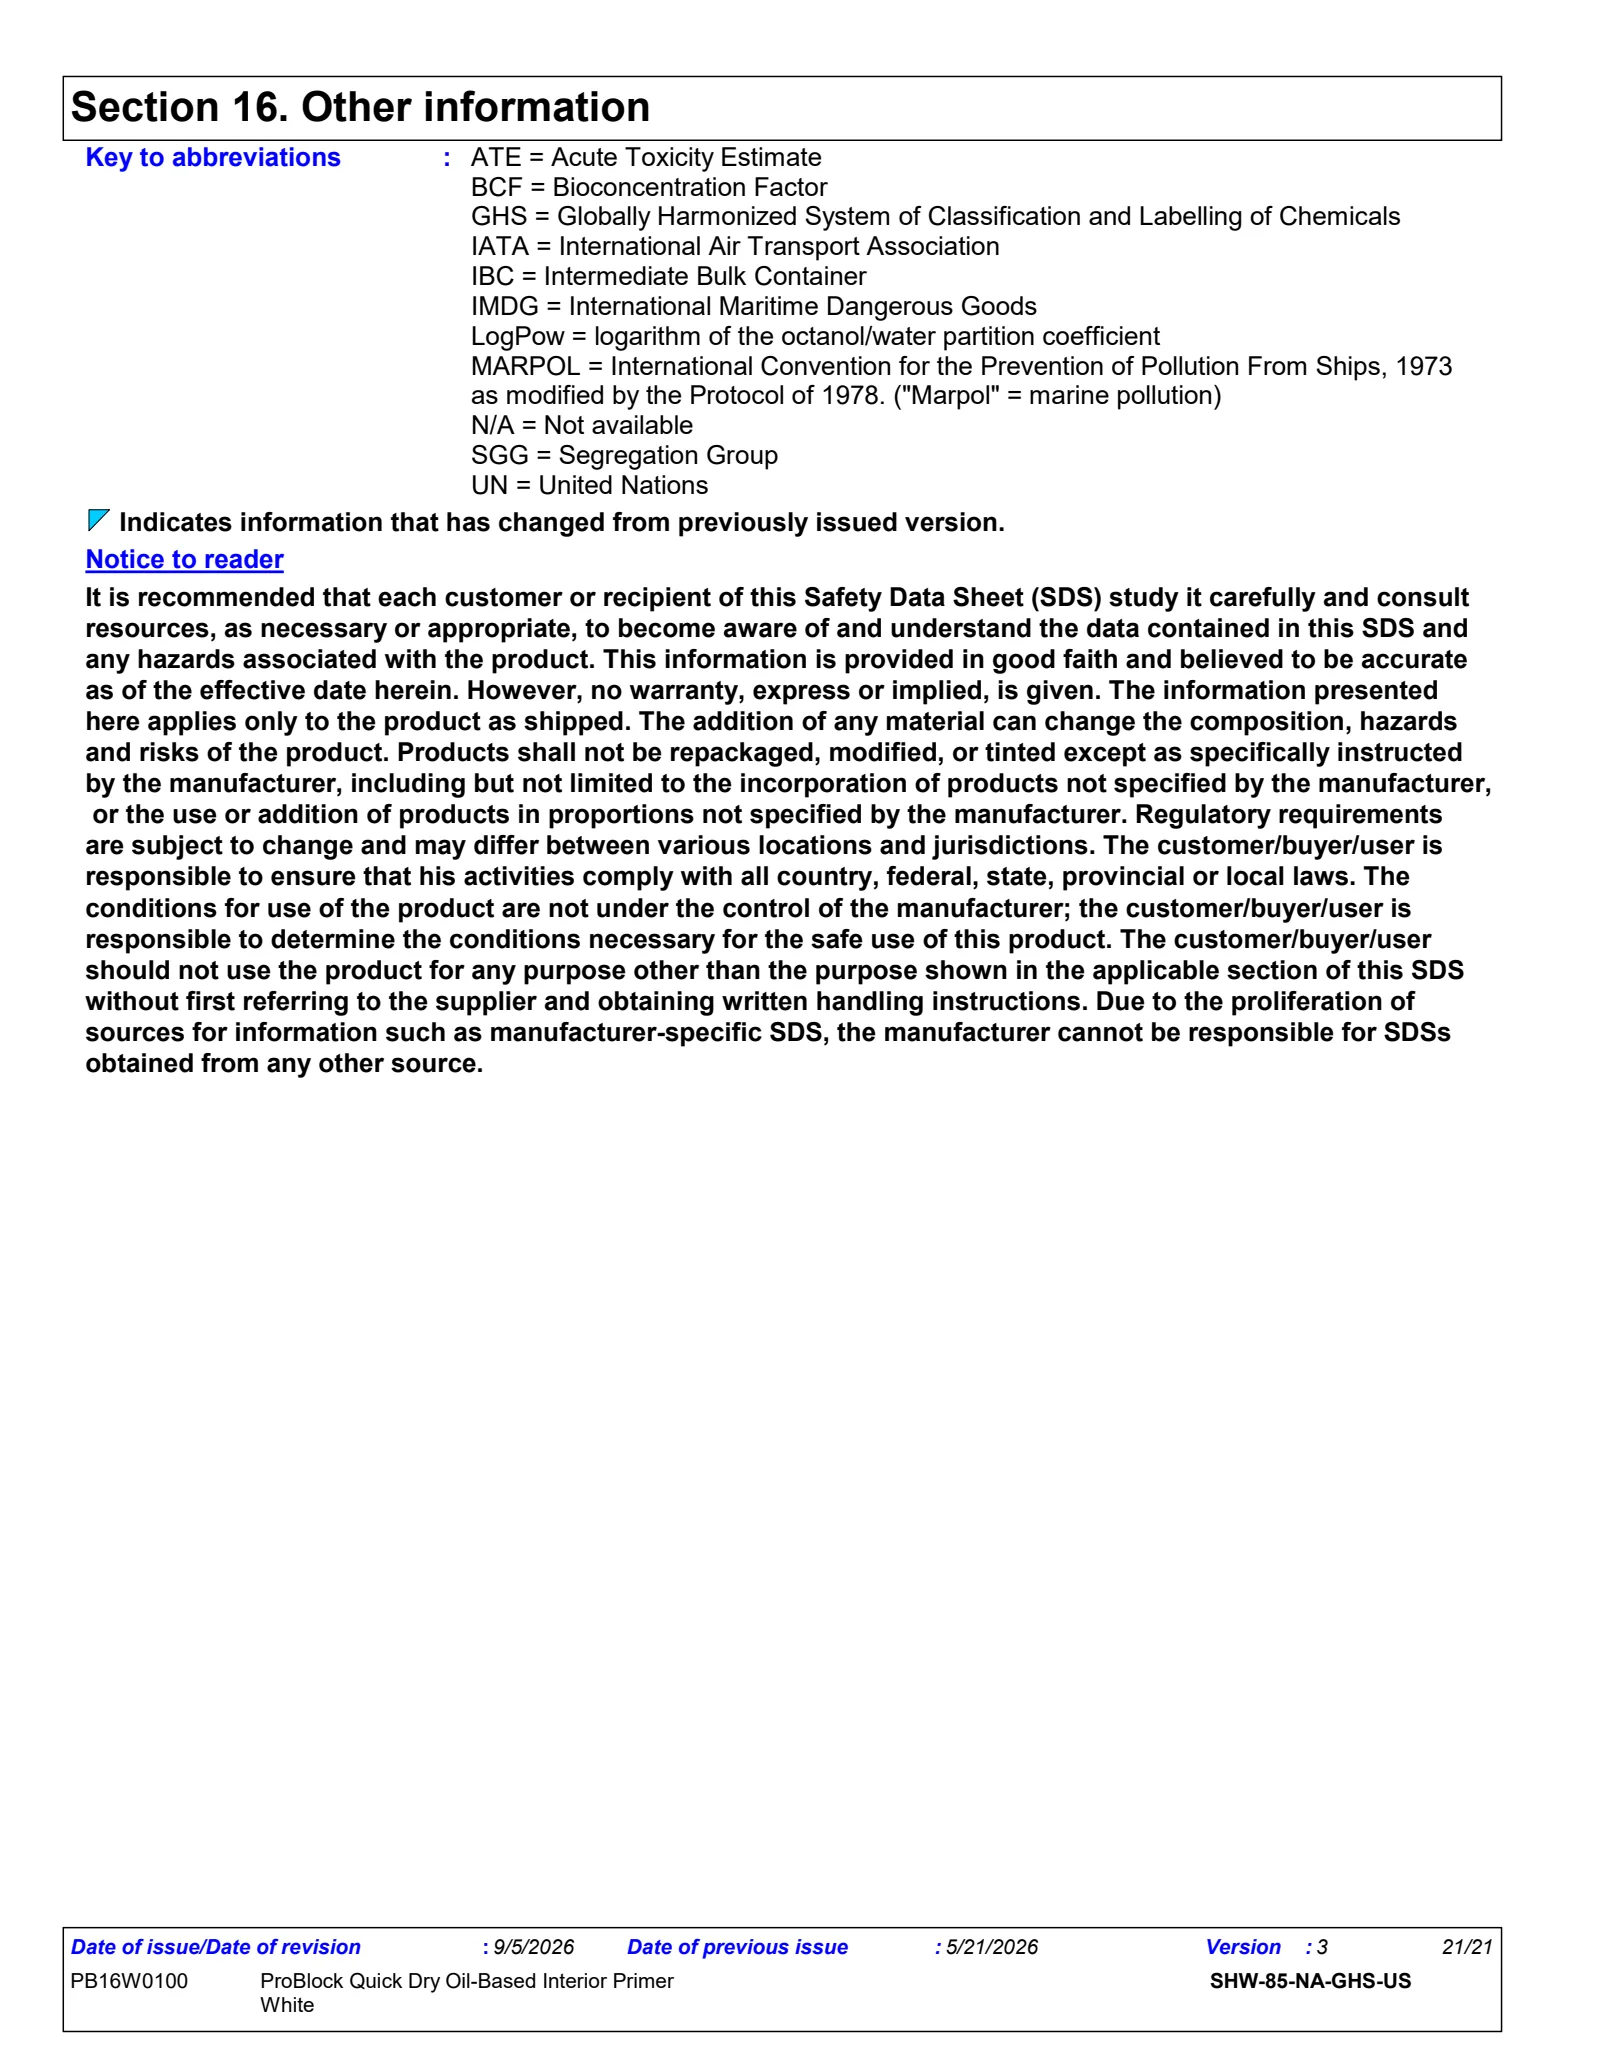 Section 16. Other information
Key to abbreviations : ATE = Acute Toxicity Estimate
BCF = Bioconcentration Factor
GHS = Globally Harmonized System of Classification and Labelling of Chemicals
IATA = International Air Transport Association
IBC = Intermediate Bulk Container
IMDG = International Maritime Dangerous Goods
LogPow = logarithm of the octanol/water partition coefficient
MARPOL = International Convention for the Prevention of Pollution From Ships, 1973
as modified by the Protocol of 1978. ("Marpol" = marine pollution)
N/A = Not available
SGG = Segregation Group
UN = United Nations
Indicates information that has changed from previously issued version.
Notice to reader
It is recommended that each customer or recipient of this Safety Data Sheet (SDS) study it carefully and consult
resources, as necessary or appropriate, to become aware of and understand the data contained in this SDS and
any hazards associated with the product. This information is provided in good faith and believed to be accurate
as of the effective date herein. However, no warranty, express or implied, is given. The information presented
here applies only to the product as shipped. The addition of any material can change the composition, hazards
and risks of the product. Products shall not be repackaged, modified, or tinted except as specifically instructed
by the manufacturer, including but not limited to the incorporation of products not specified by the manufacturer,
or the use or addition of products in proportions not specified by the manufacturer. Regulatory requirements
are subject to change and may differ between various locations and jurisdictions. The customer/buyer/user is
responsible to ensure that his activities comply with all country, federal, state, provincial or local laws. The
conditions for use of the product are not under the control of the manufacturer; the customer/buyer/user is
responsible to determine the conditions necessary for the safe use of this product. The customer/buyer/user
should not use the product for any purpose other than the purpose shown in the applicable section of this SDS
without first referring to the supplier and obtaining written handling instructions. Due to the proliferation of
sources for information such as manufacturer-specific SDS, the manufacturer cannot be responsible for SDSs
obtained from any other source.
Date of issue/Date of revision : 9/5/2026 Date of previous issue : 5/21/2026 Version : 3 21/21
PB16W0100 ProBlock Quick Dry Oil-Based Interior Primer SHW-85-NA-GHS-US
White